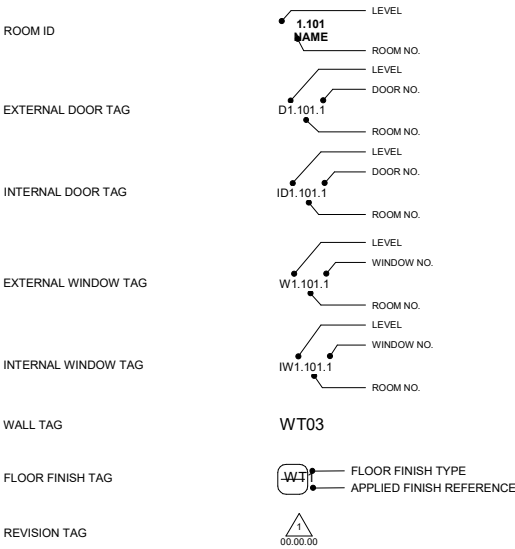 LEVEL
ROOM ID
1.101
NAME
ROOM NO.
LEVEL
DOOR NO.
EXTERNAL DOOR TAG
D1.101.1
ROOM NO.
LEVEL
DOOR NO.
INTERNAL DOOR TAG
ID1.101.1
ROOM NO.
LEVEL
WINDOW NO.
EXTERNAL WINDOW TAG
W1.101.1
ROOM NO.
LEVEL
WINDOW NO.
INTERNAL WINDOW TAG
IW1.101.1
ROOM NO.
WALL TAG
WT03
FLOOR FINISH TAG
WT1
FLOOR FINISH TYPE
APPLIED FINISH REFERENCE
REVISION TAG
1
00.00.00